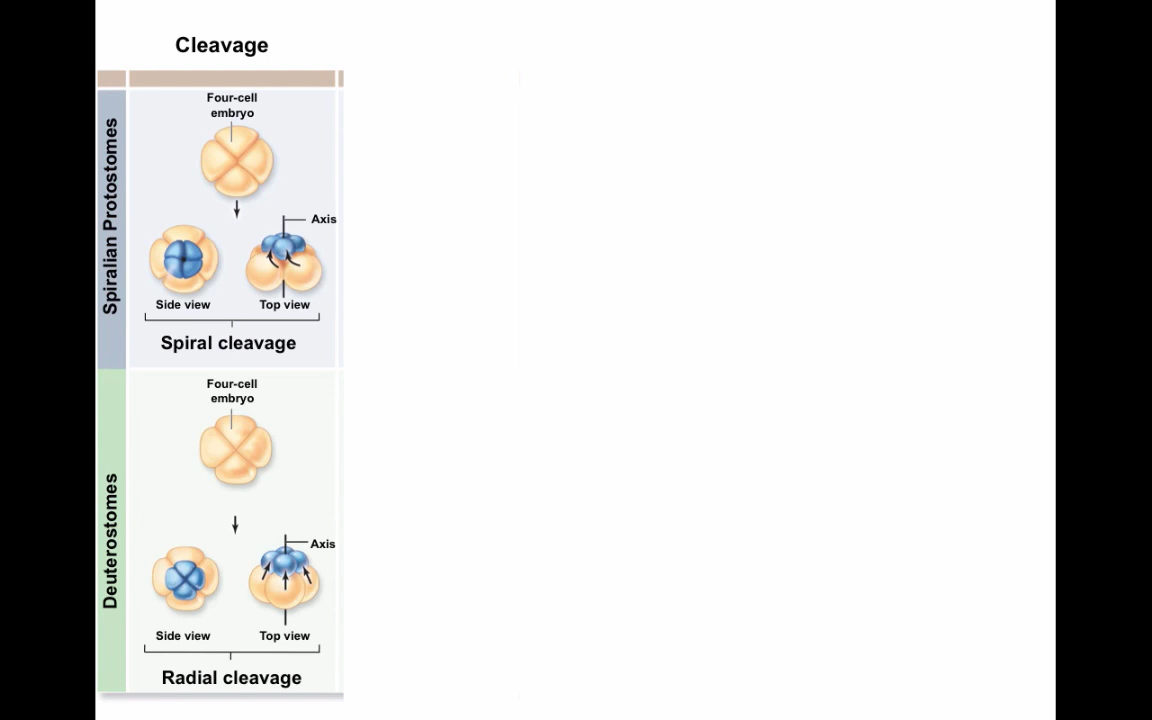 Cleavage
Spiralian Protostomes
Four-cell
embryo
Axis
Side view
Top view
Spiral cleavage
Deuterostomes
Four-cell
embryo
Axis
Side view
Top view
Radial cleavage